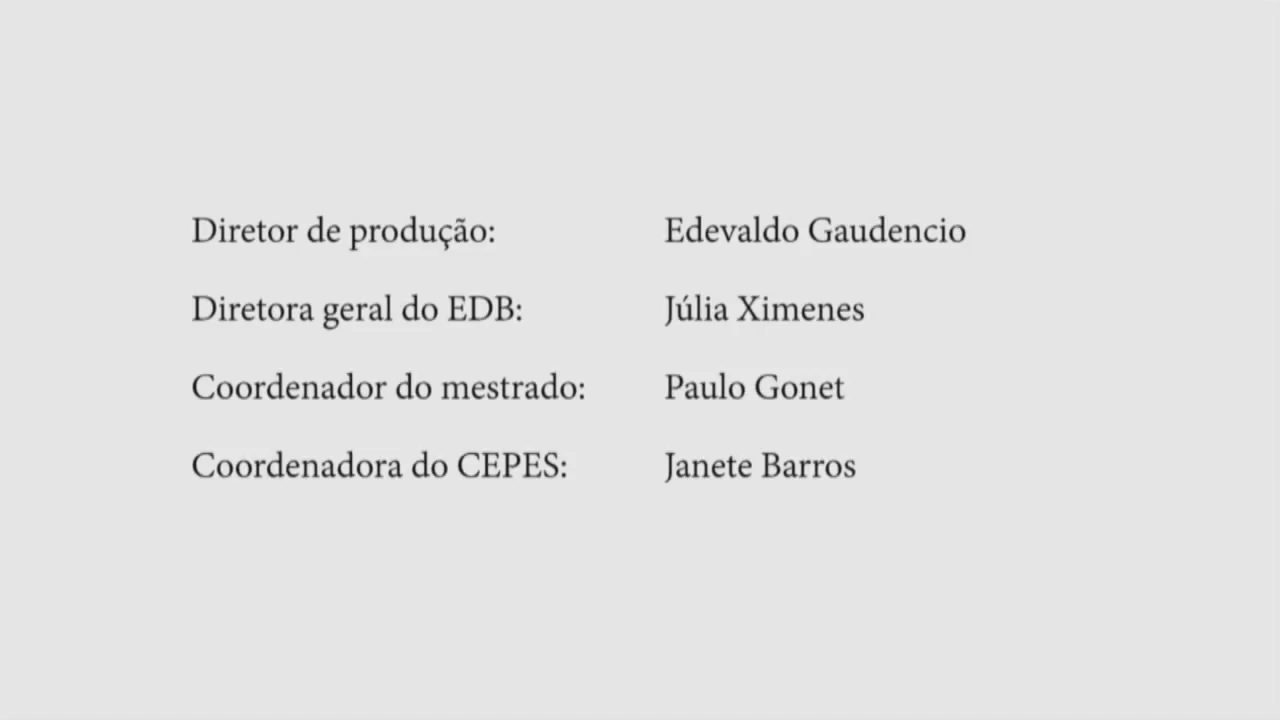 Diretor de produção: Edevaldo Gaudencio
Diretora geral do EDB: Júlia Ximenes
Coordenador do mestrado: Paulo Gonet
Coordenadora do CEPES: Janete Barros